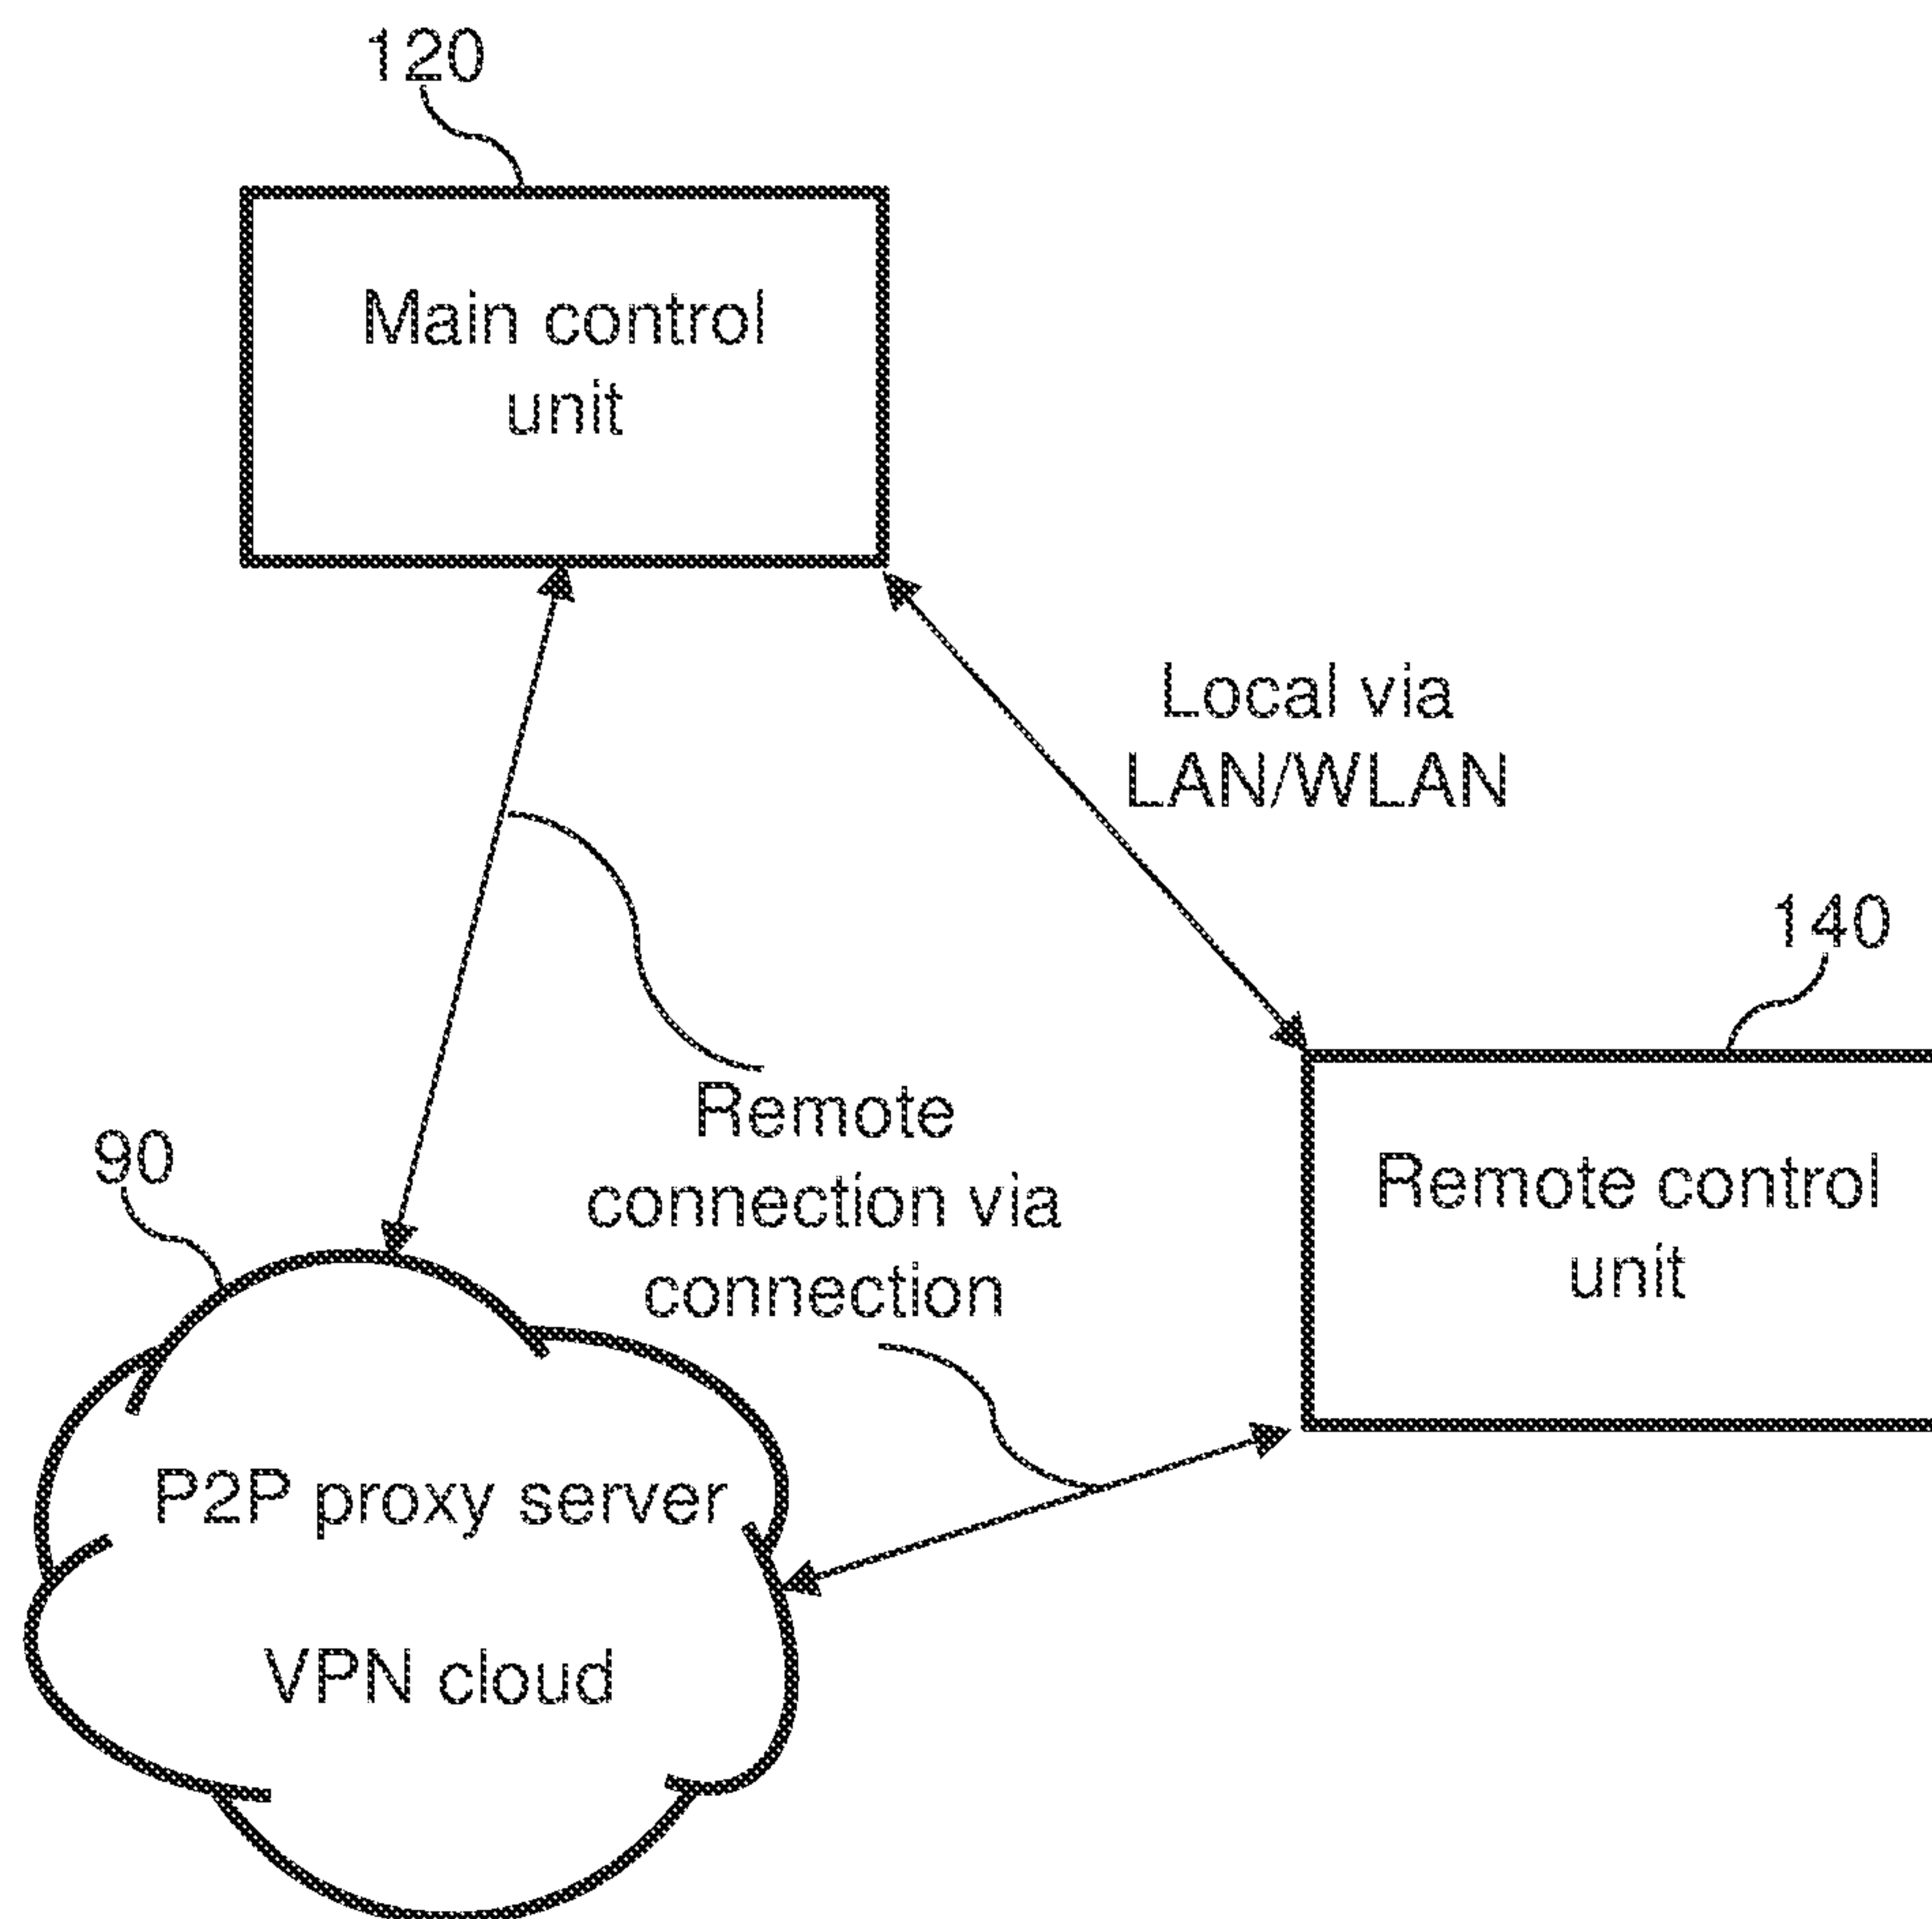 120
Main control
unit
Local via
LAN/WLAN
140
Remote
connection via
connection
90
Remote control
unit
P2P proxy server
VPN cloud